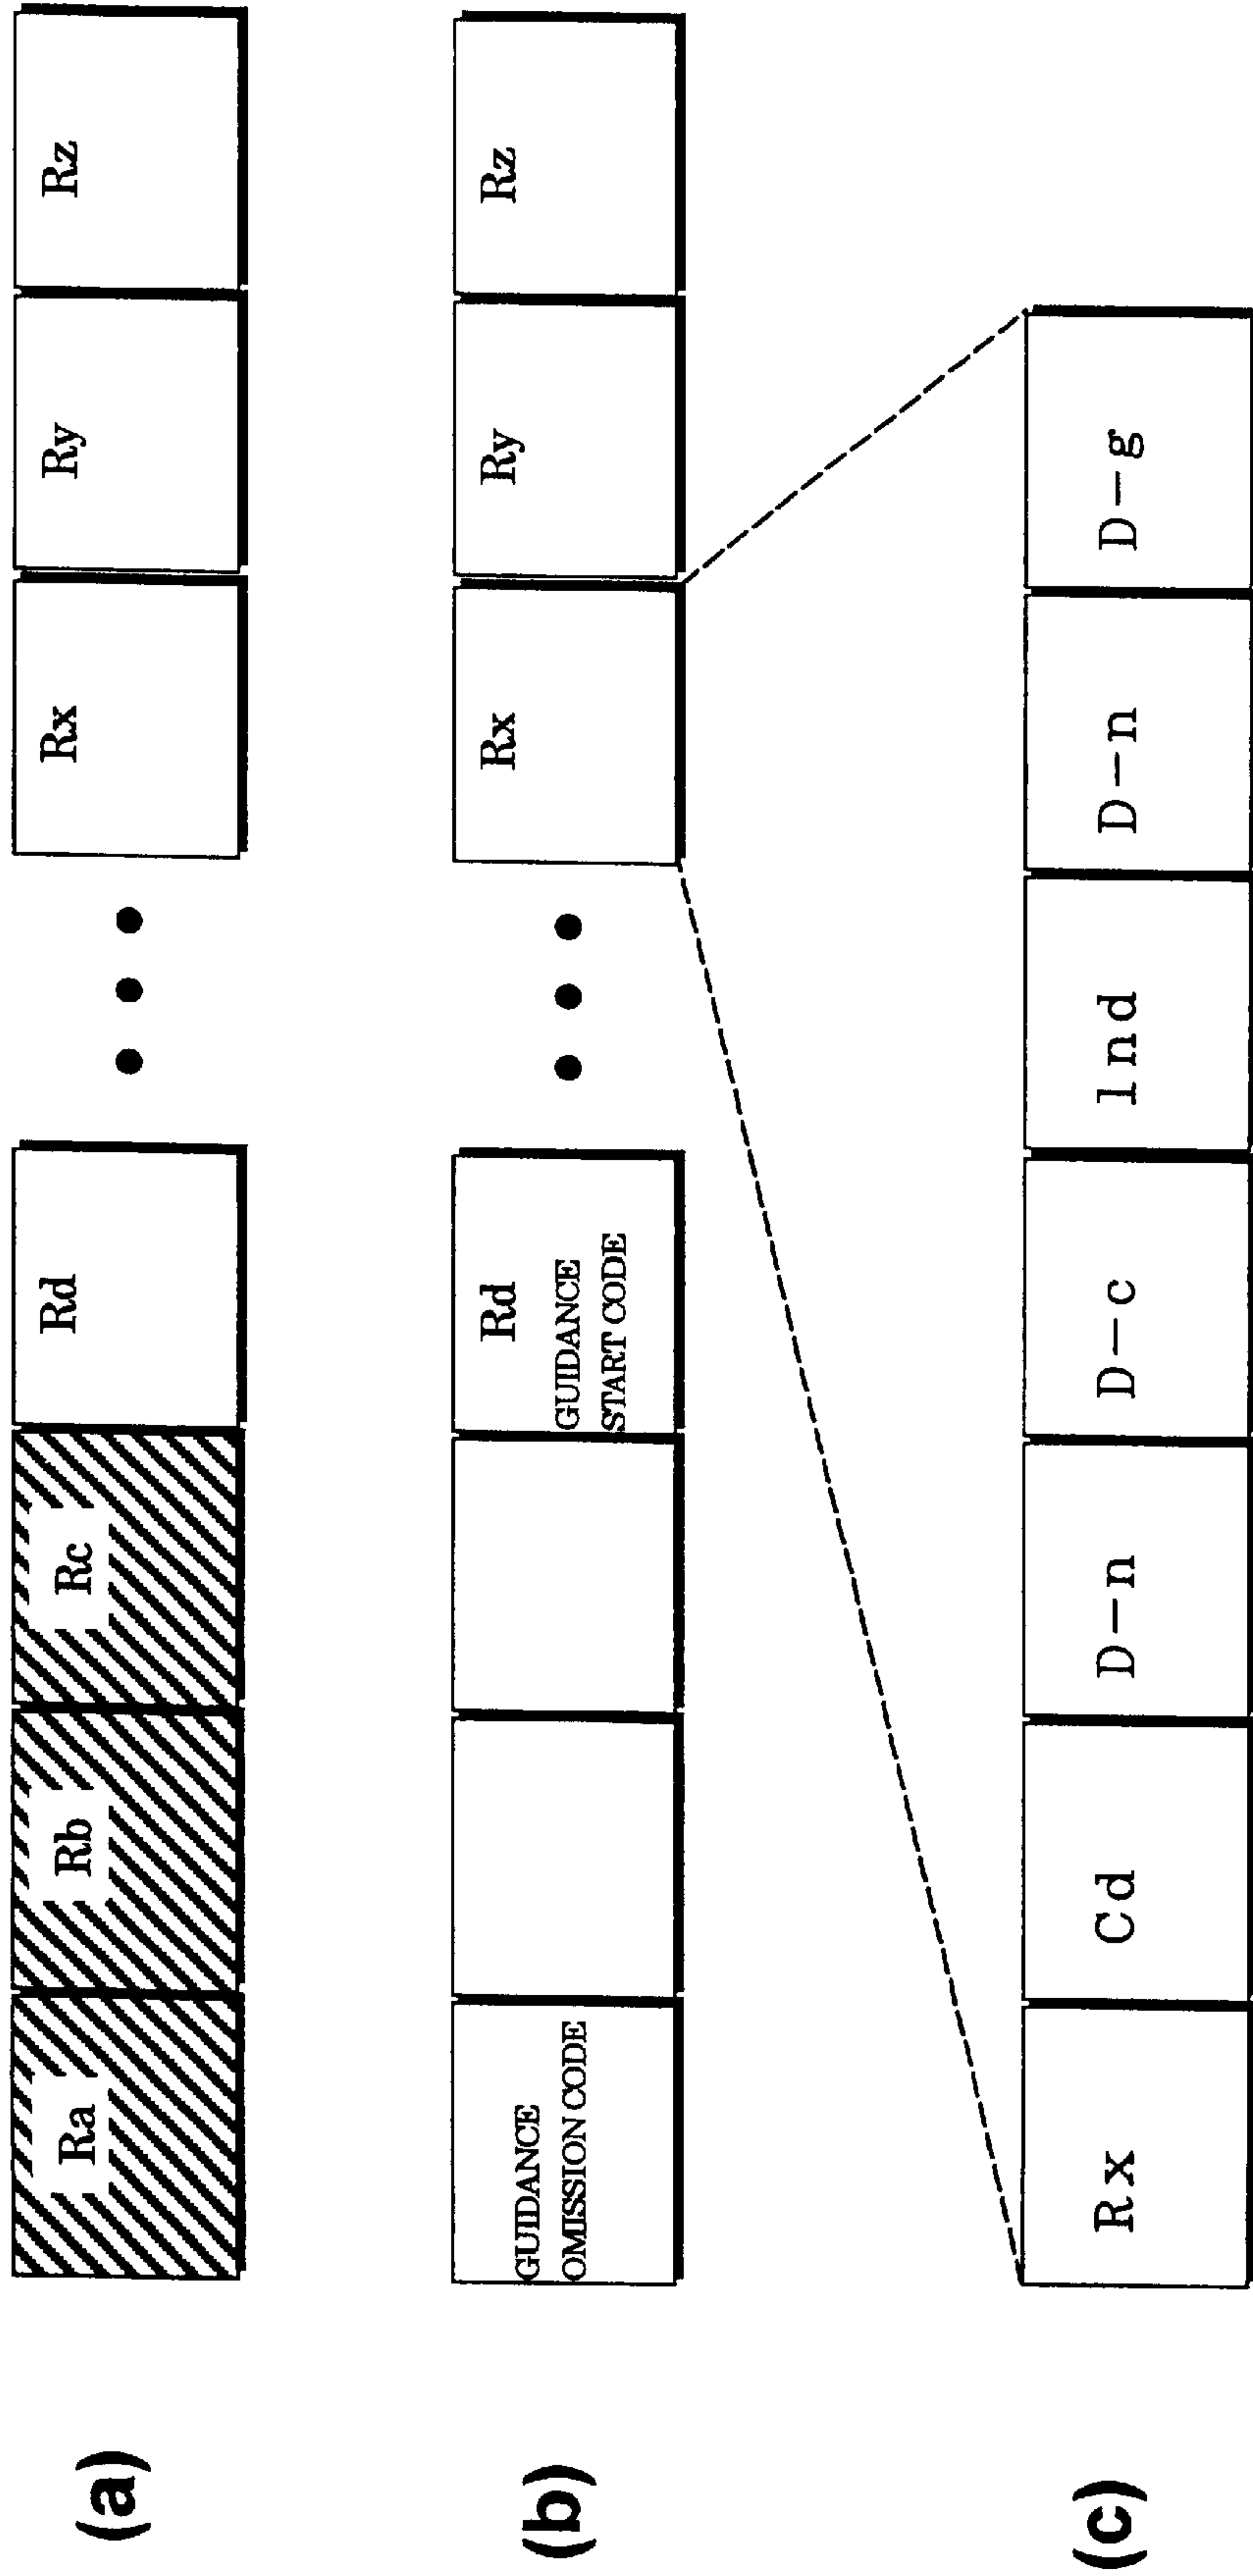 (a)
Ra
Rb
Rc
Rd
Rx
Ry
Rz
(b)
GUIDANCE
OMISSION CODE
Rd
GUIDANCE
START CODE
Rx
Ry
Rz
(c)
Rx
Cd
D-n
D-c
lnd
D-n
D-g